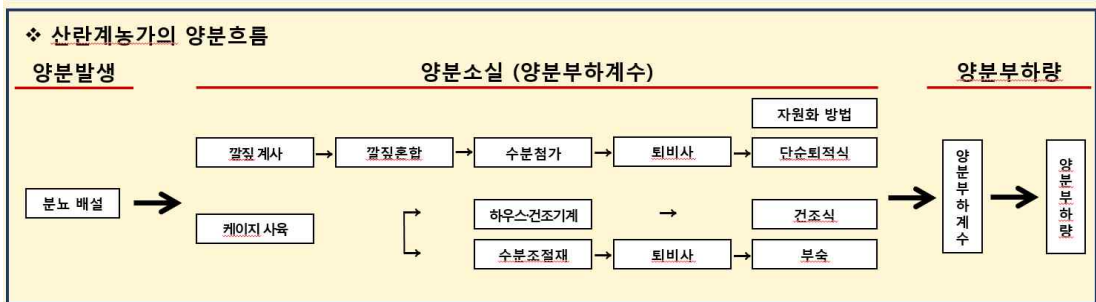 ❖ 산란계농가의 양분흐름
양분발생
양분소실 (양분부하계수)
양분부하량
자원화 방법
깔짚 계사 → 깔짚혼합 → 수분첨가 → 퇴비사 → 단순퇴적식
분뇨 배설
케이지 사육
하우스·건조기계 → 건조식
수분조절재 → 퇴비사 → 부숙
양분부하계수
양분부하량